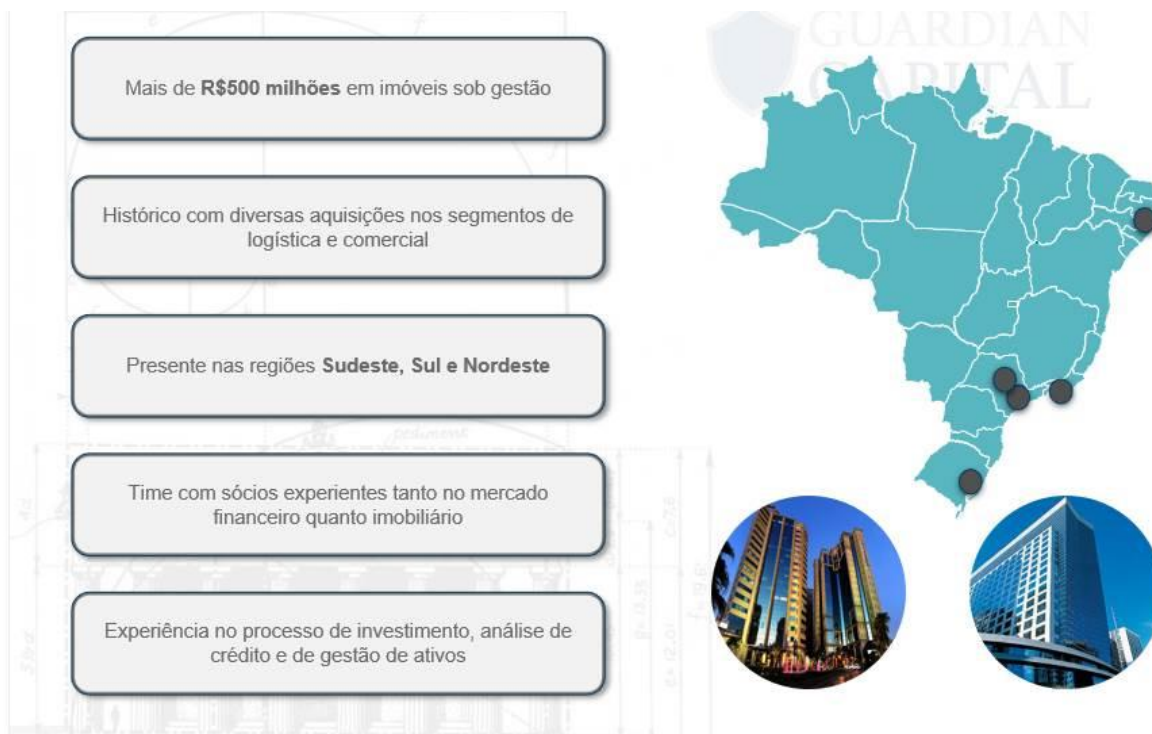 GUARDIAN
CAPITAL
Mais de R$500 milhões em imóveis sob gestão
Histórico com diversas aquisições nos segmentos de
logística e comercial
Presente nas regiões Sudeste, Sul e Nordeste
pediment
Time com sócios experientes tanto no mercado
financeiro quanto imobiliário
Experiência no processo de investimento, análise de
crédito e de gestão de ativos